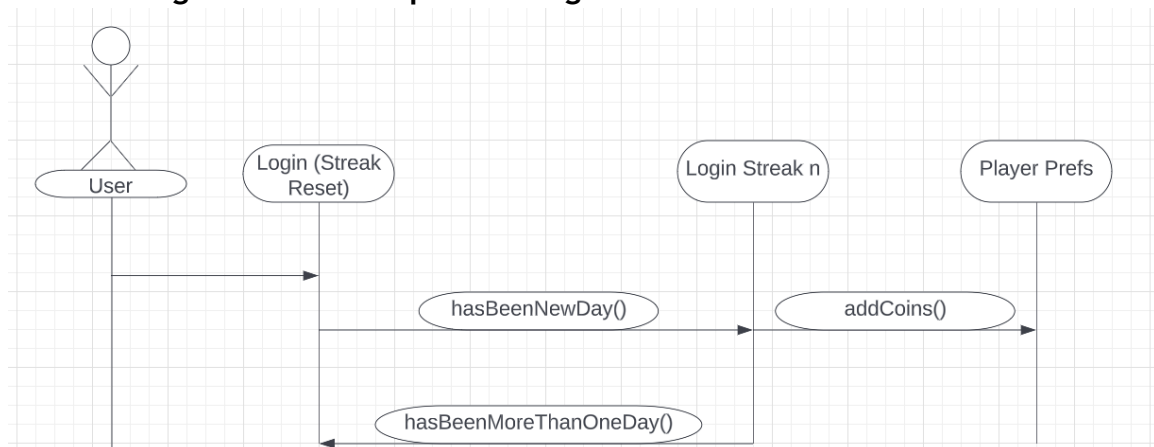 User
Login (Streak
Reset)
Login Streak n
Player Prefs
hasBeenNewDay()
addCoins()
hasBeenMoreThanOneDay()